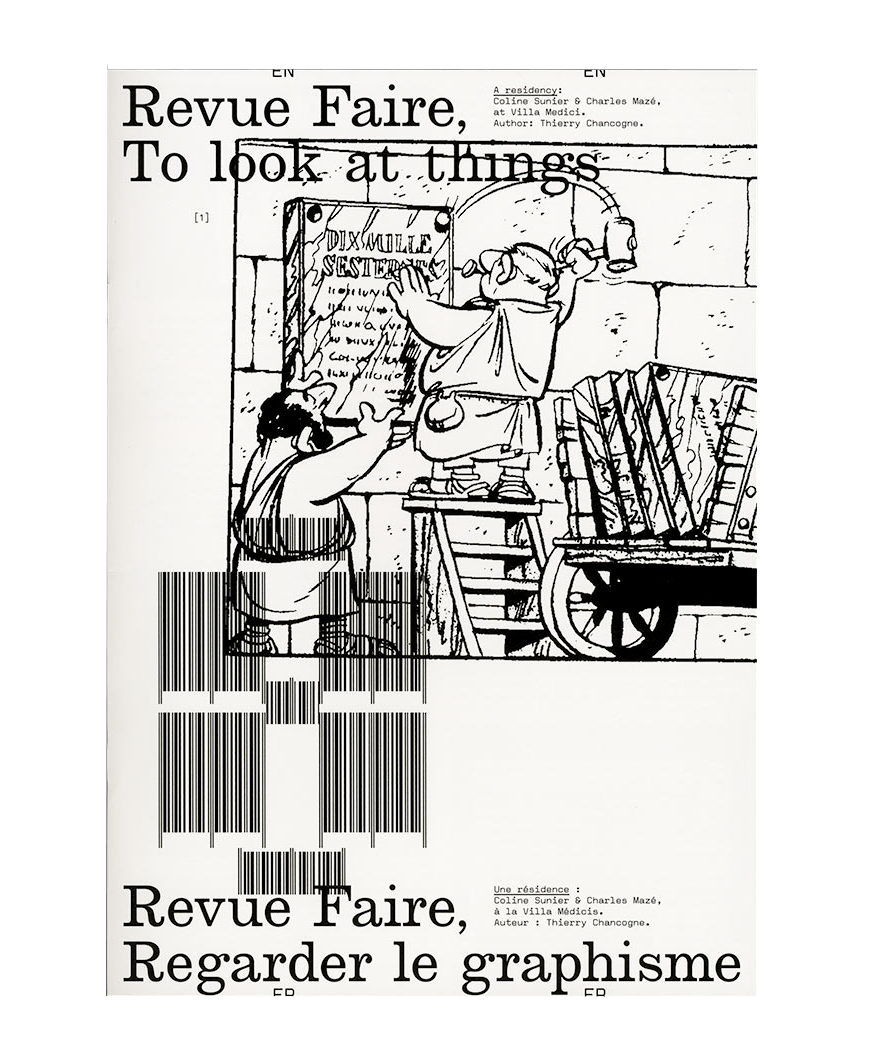 EN EN
Revue Faire,
To look at things
A residency:
Coline Sunier & Charles Mazé,
at Villa Medici.
Author: Thierry Chancogne.
[1]
DIX MILLE
SESTERCES
Revue Faire,
Regarder le graphisme
Une résidence :
Coline Sunier & Charles Mazé,
à la Villa Médicis.
Auteur : Thierry Chancogne.
FR FR